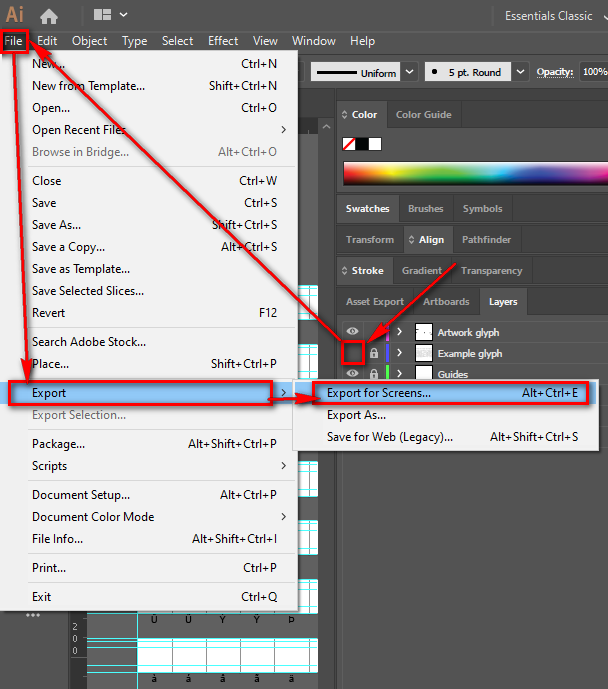 Ai
Essentials Classic
File Edit Object Type Select Effect View Window Help
Uniform
5 pt. Round
Opacity:
100%
New... Ctrl+N
New from Template... Shift+Ctrl+N
Open... Ctrl+O
Open Recent Files
Browse in Bridge... Alt+Ctrl+O
Close Ctrl+W
Save Ctrl+S
Save As... Shift+Ctrl+S
Save a Copy... Alt+Ctrl+S
Save as Template...
Save Selected Slices...
Revert F12
Search Adobe Stock...
Place... Shift+Ctrl+P
Export
Export Selection...
Package... Alt+Shift+Ctrl+P
Scripts
Document Setup... Alt+Ctrl+P
Document Color Mode
File Info... Alt+Shift+Ctrl+I
Print... Ctrl+P
Exit Ctrl+Q
Color Color Guide
Swatches Brushes Symbols
Transform Align Pathfinder
Stroke Gradient Transparency
Asset Export Artboards Layers
Artwork glyph
Example glyph
Guides
Export for Screens... Alt+Ctrl+E
Export As...
Save for Web (Legacy)... Alt+Shift+Ctrl+S
2
0
0